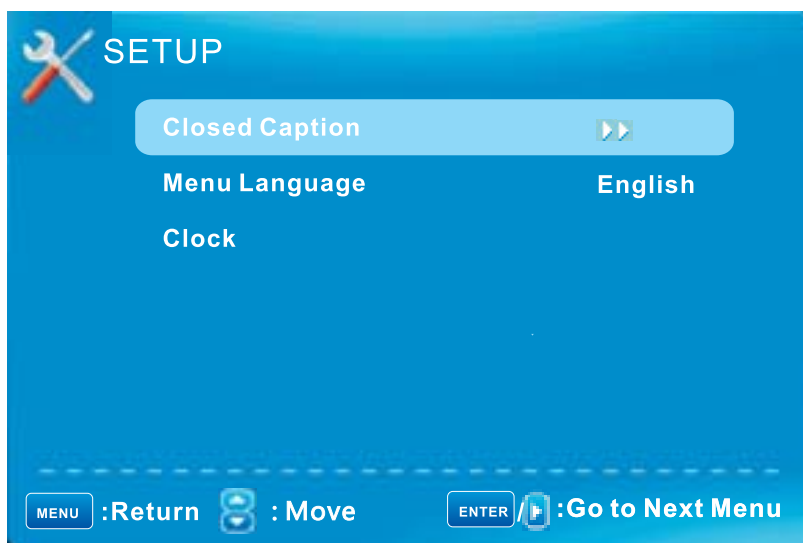 SETUP
Closed Caption
Menu Language English
Clock
MENU :Return : Move ENTER / :Go to Next Menu